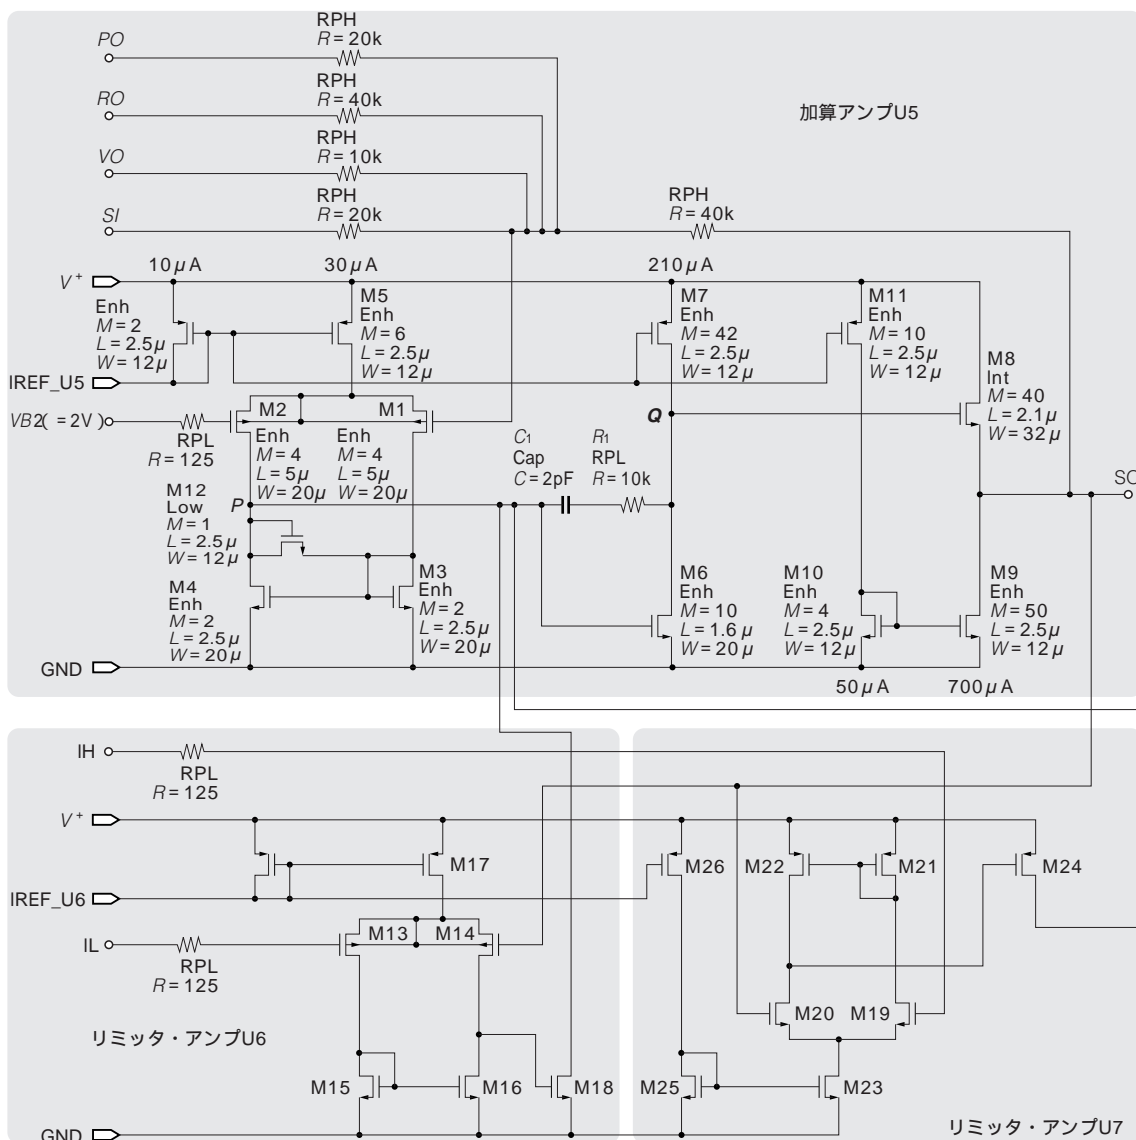 PO
RPH
R= 20k
RO
RPH
R= 40k
加算アンプU5
VO
RPH
R= 10k
SI
RPH
R= 20k
RPH
R= 40k
V+
10μA
30μA
210μA
Enh
M= 2
L= 2.5μ
W= 12μ
M5
Enh
M= 6
L= 2.5μ
W= 12μ
M7
Enh
M= 42
L= 2.5μ
W= 12μ
M11
Enh
M= 10
L= 2.5μ
W= 12μ
M8
Int
M= 40
L= 2.1μ
W= 32μ
IREF_U5
VB2(=2V)
RPL
R= 125
M2
Enh
M= 4
L= 5μ
W= 20μ
M1
Enh
M= 4
L= 5μ
W= 20μ
Q
C1
Cap
C= 2pF
R1
RPL
R= 10k
SO
M12
Low
M= 1
L= 2.5μ
W= 12μ
P
M4
Enh
M= 2
L= 2.5μ
W= 20μ
M3
Enh
M= 2
L= 2.5μ
W= 20μ
M6
Enh
M= 10
L= 1.6μ
W= 20μ
M10
Enh
M= 4
L= 2.5μ
W= 12μ
M9
Enh
M= 50
L= 2.5μ
W= 12μ
GND
50μA
700μA
IH
RPL
R= 125
V+
M17
M26
M22
M21
M24
IREF_U6
IL
RPL
R= 125
M13
M14
M20
M19
リミッタ・アンプU6
M15
M16
M18
M25
M23
GND
リミッタ・アンプU7